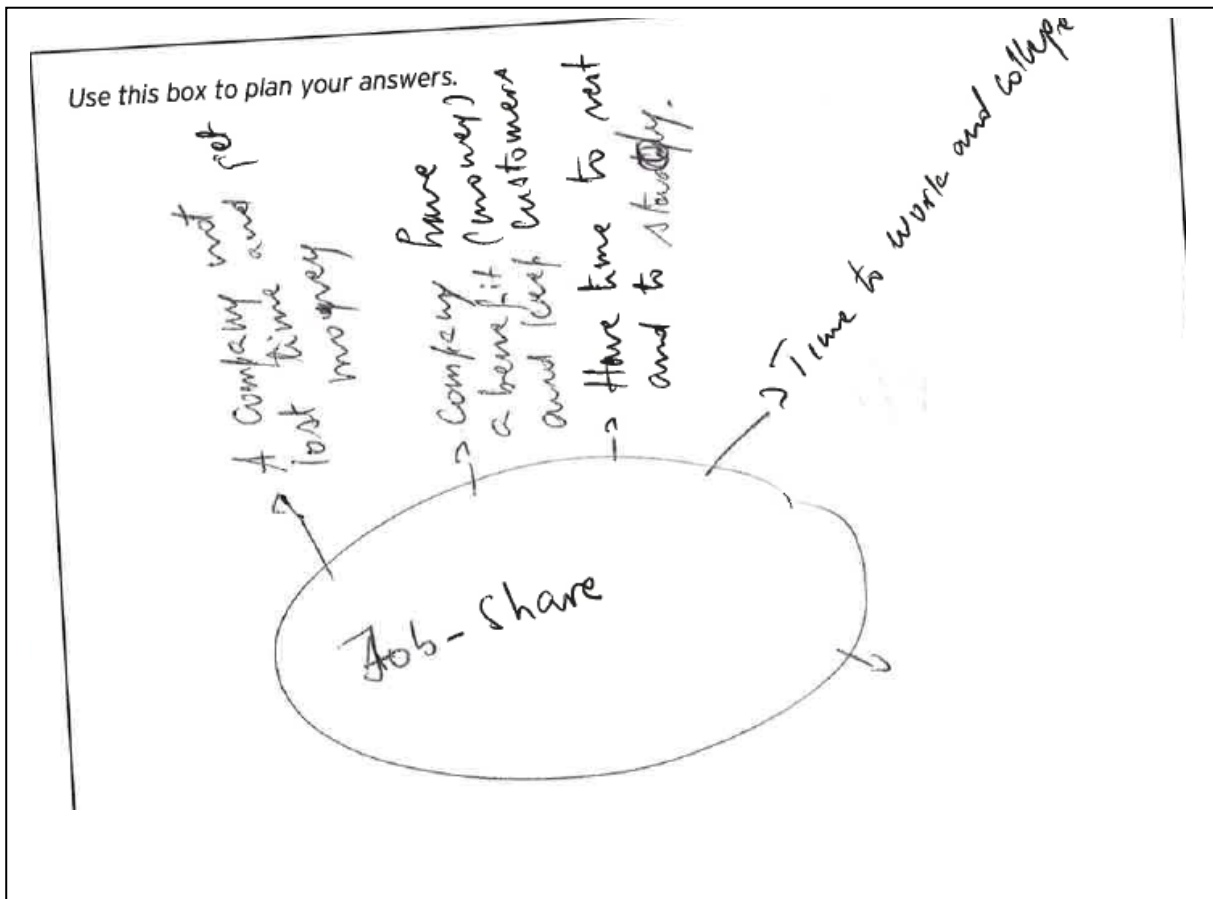 Use this box to plan your answers.
A company not
lost time and get
money
Company have
a benefit (money)
and keep customers
Have time to rest
and to study.
Time to work and college
Job-share